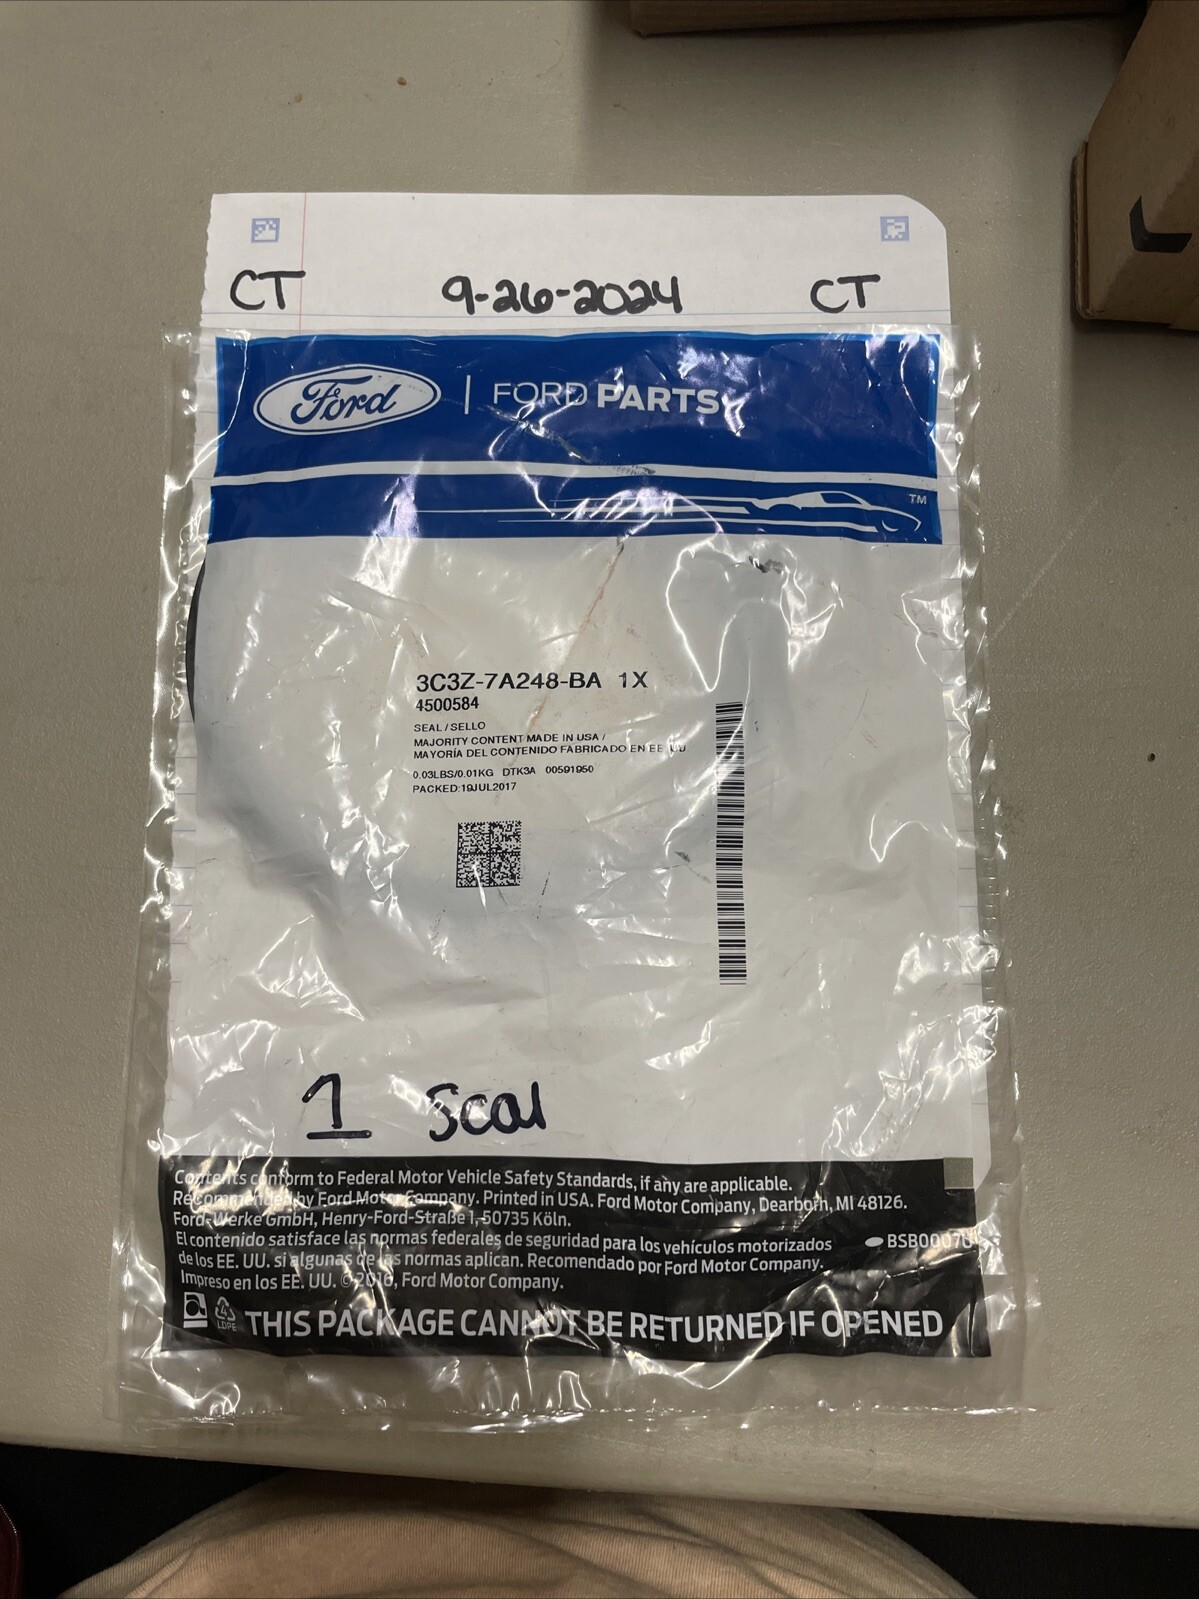 CT 9-26-2024 CT
Ford | FORD PARTS
TM
3C3Z-7A248-BA 1X
4500584
SEAL / SELLO
MAJORITY CONTENT MADE IN USA /
MAYORÍA DEL CONTENIDO FABRICADO EN EE UU
0.03LBS/0.01KG DTK3A 00591950
PACKED:19JUL2017
1 Seal
Contents conform to Federal Motor Vehicle Safety Standards, if any are applicable.
Recommended by Ford Motor Company. Printed in USA. Ford Motor Company, Dearborn, MI 48126.
Ford-Werke GmbH, Henry-Ford-Straße 1, 50735 Köln.
El contenido satisface las normas federales de seguridad para los vehículos motorizados
de los EE. UU. si algunas de las normas aplican. Recomendado por Ford Motor Company.
Impreso en los EE. UU. © 2016, Ford Motor Company.
4
LDPE
THIS PACKAGE CANNOT BE RETURNED IF OPENED